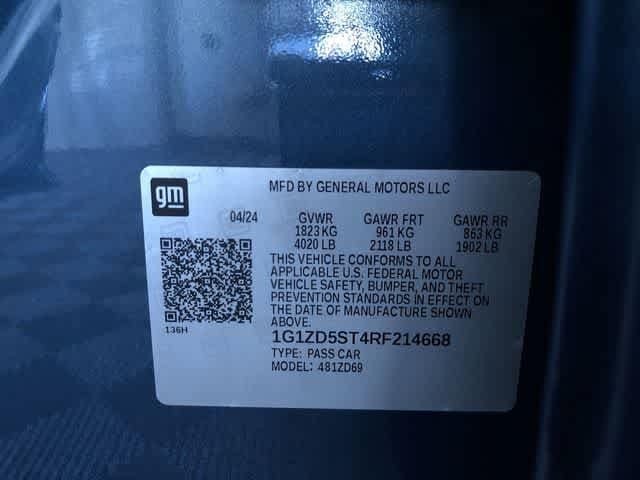 gm
MFD BY GENERAL MOTORS LLC
04/24 GVWR GAWR FRT GAWR RR
1823 KG 961 KG 863 KG
4020 LB 2118 LB 1902 LB
THIS VEHICLE CONFORMS TO ALL
APPLICABLE U.S. FEDERAL MOTOR
VEHICLE SAFETY, BUMPER, AND THEFT
PREVENTION STANDARDS IN EFFECT ON
THE DATE OF MANUFACTURE SHOWN
ABOVE.
136H
1G1ZD5ST4RF214668
TYPE: PASS CAR
MODEL: 481ZD69